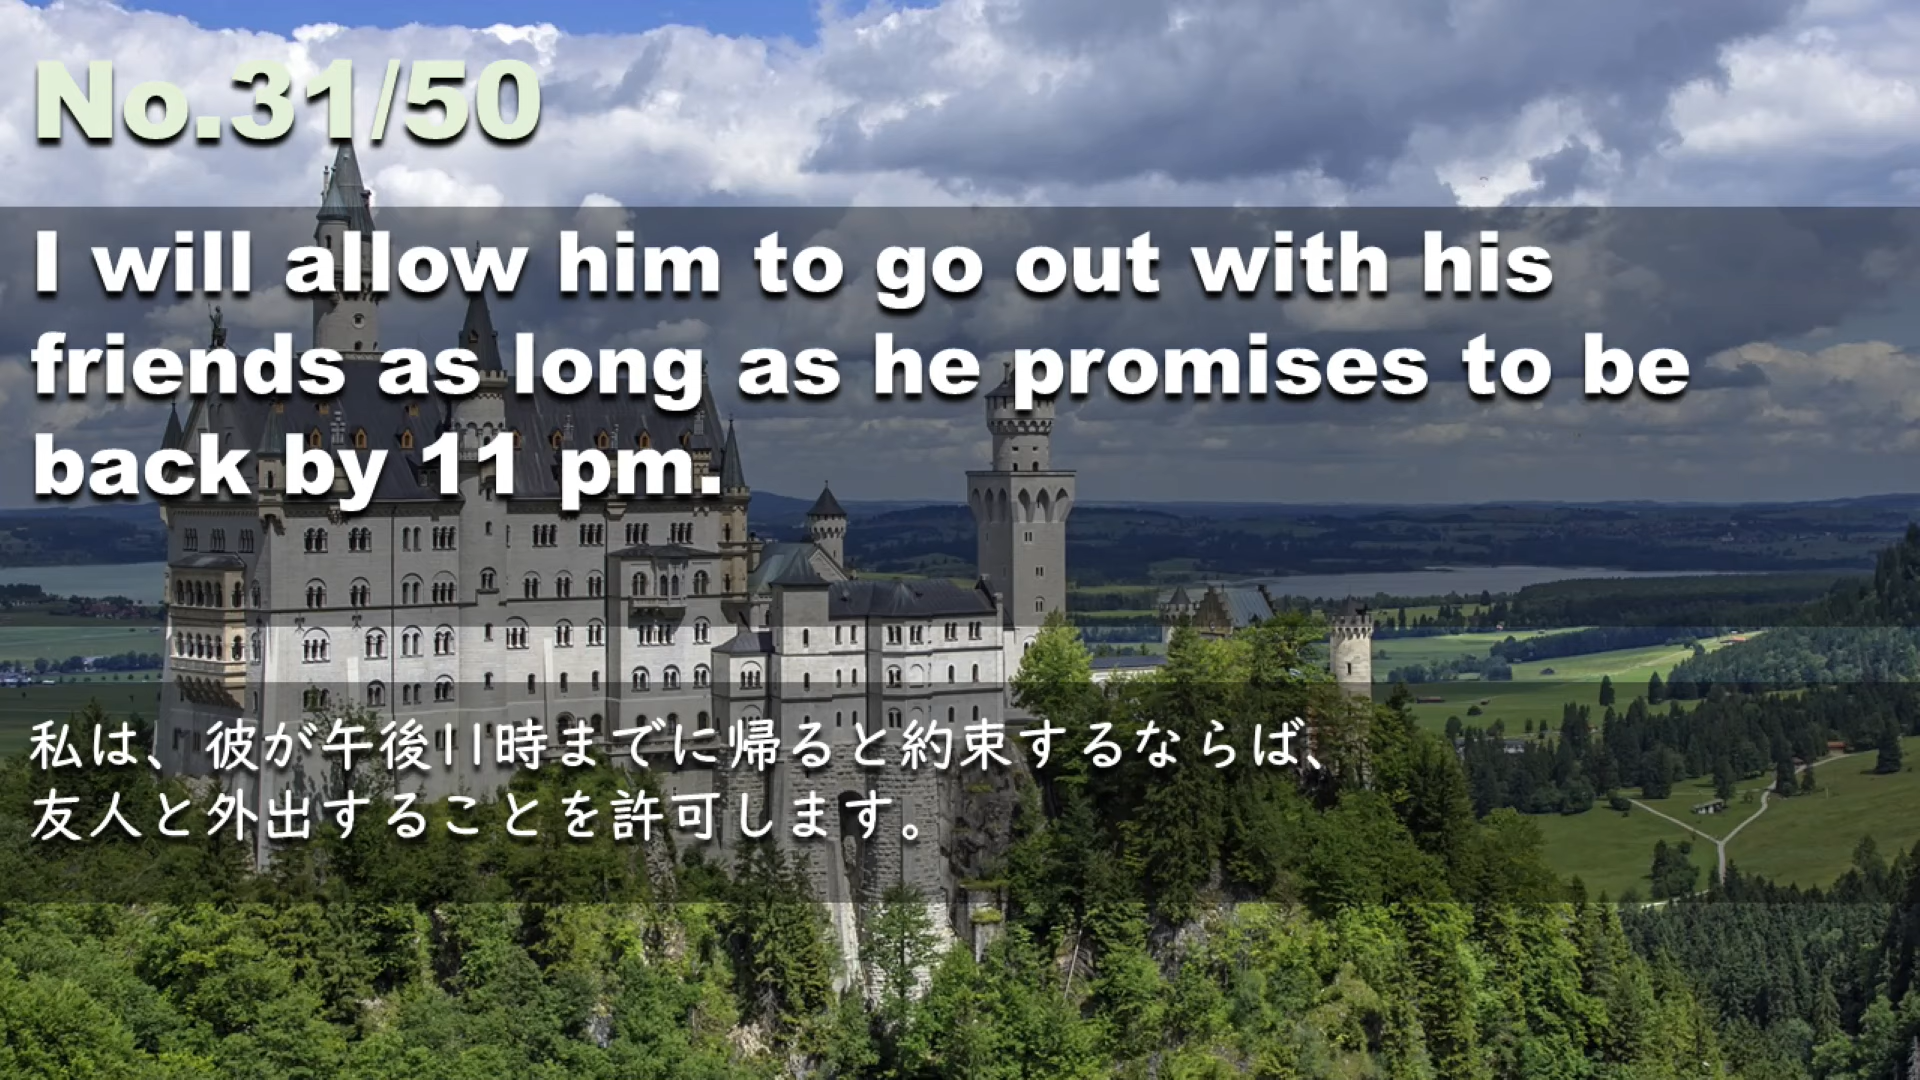 No.31/50
I will allow him to go out with his
friends as long as he promises to be
back by 11 pm.
私は、彼が午後11時までに帰ると約束するならば、
友人と外出することを許可します。